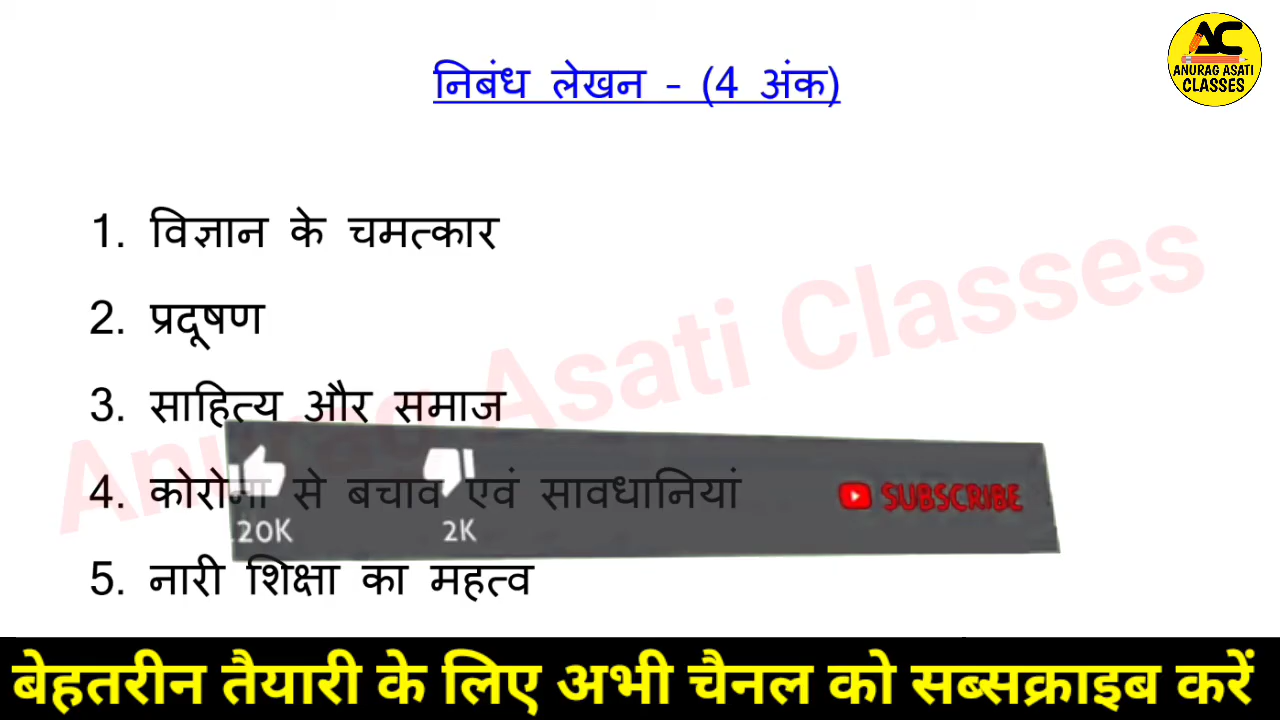 निबंध लेखन - (4 अंक)
AC
ANURAG ASATI
CLASSES
1. विज्ञान के चमत्कार
2. प्रदूषण
3. साहित्य और समाज
4. कोरोना से बचाव एवं सावधानियां
5. नारी शिक्षा का महत्व
Anurag Asati Classes
20K
2K
SUBSCRIBE
बेहतरीन तैयारी के लिए अभी चैनल को सब्सक्राइब करें